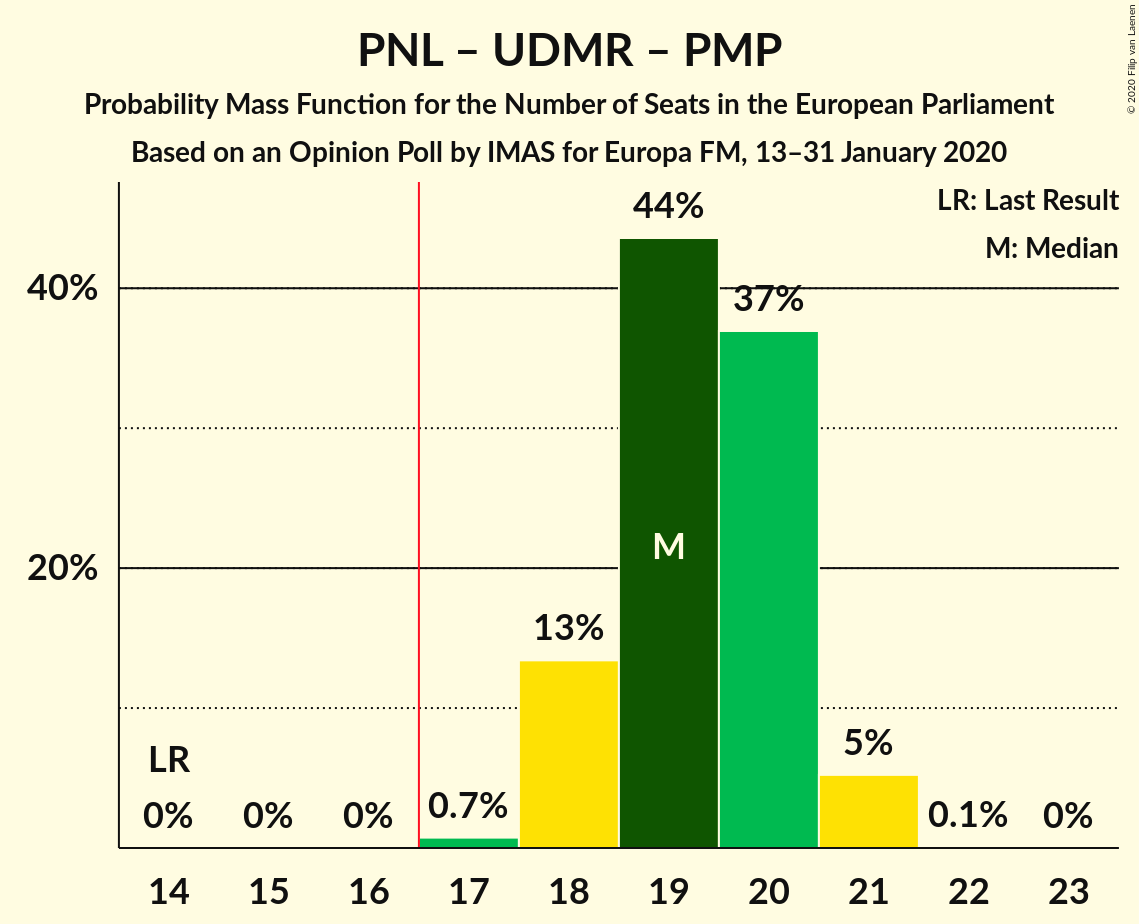 PNL – UDMR – PMP
Probability Mass Function for the Number of Seats in the European Parliament
Based on an Opinion Poll by IMAS for Europa FM, 13–31 January 2020
© 2020 Filip van Laenen
LR: Last Result
M: Median
44%
40%
37%
M
20%
13%
LR
5%
0%
0%
0%
0.7%
0.1%
0%
14 15 16 17 18 19 20 21 22 23